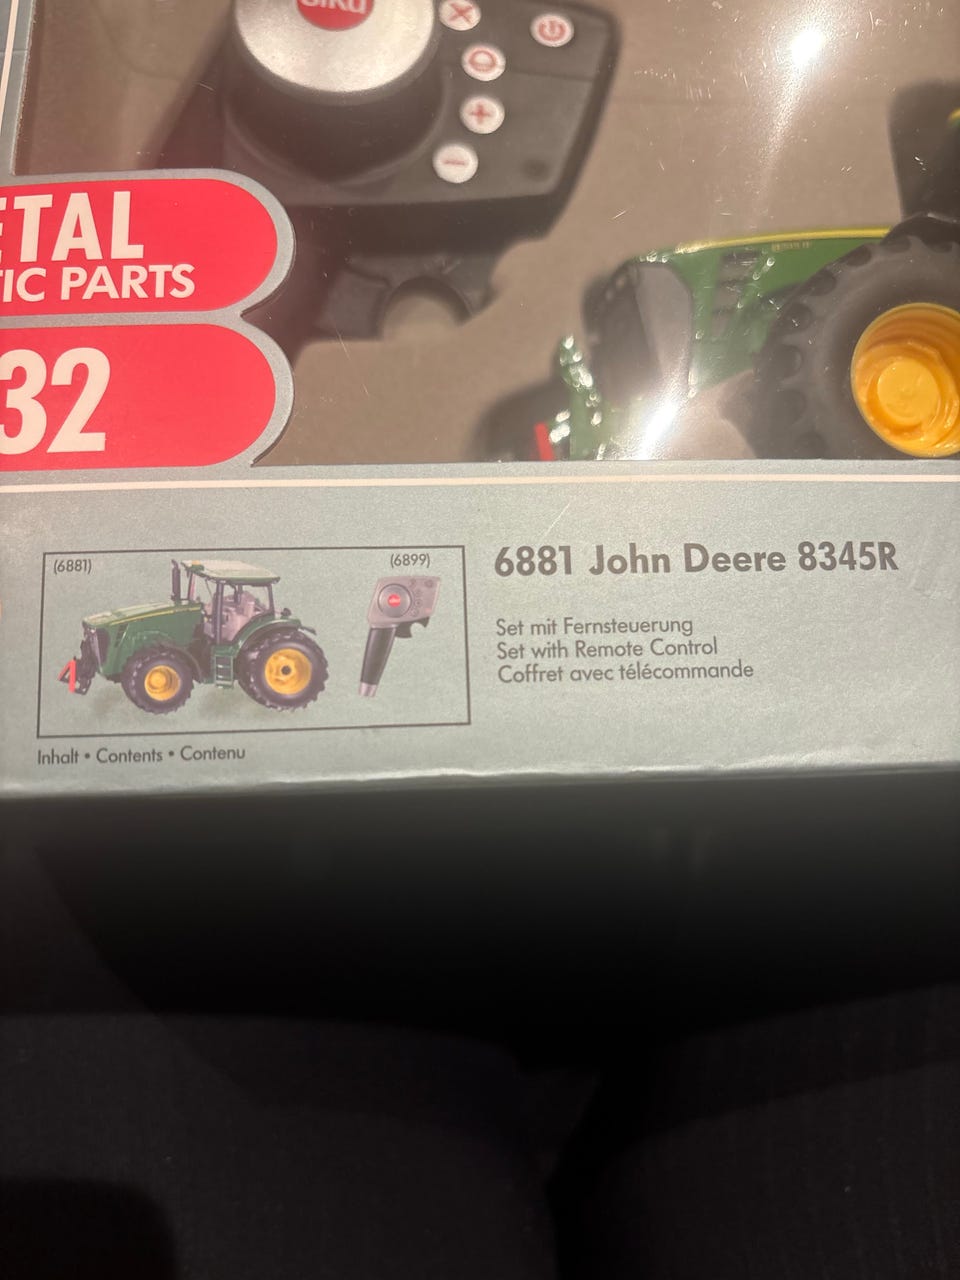 siku
ETAL
TIC PARTS
32
(6881)
(6899)
6881 John Deere 8345R
Set mit Fernsteuerung
Set with Remote Control
Coffret avec télécommande
Inhalt • Contents • Contenu